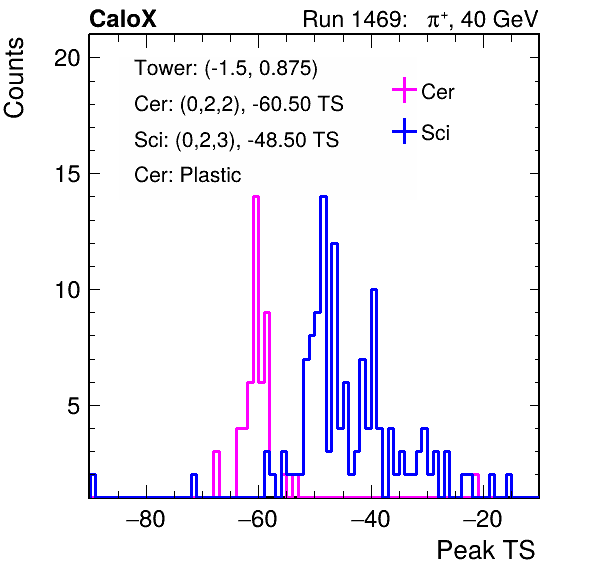 CaloX Run 1469: π+, 40 GeV
Counts
Tower: (-1.5, 0.875)
Cer: (0,2,2), -60.50 TS
Sci: (0,2,3), -48.50 TS
Cer: Plastic
Cer
Sci
20
15
10
5
−80 −60 −40 −20
Peak TS